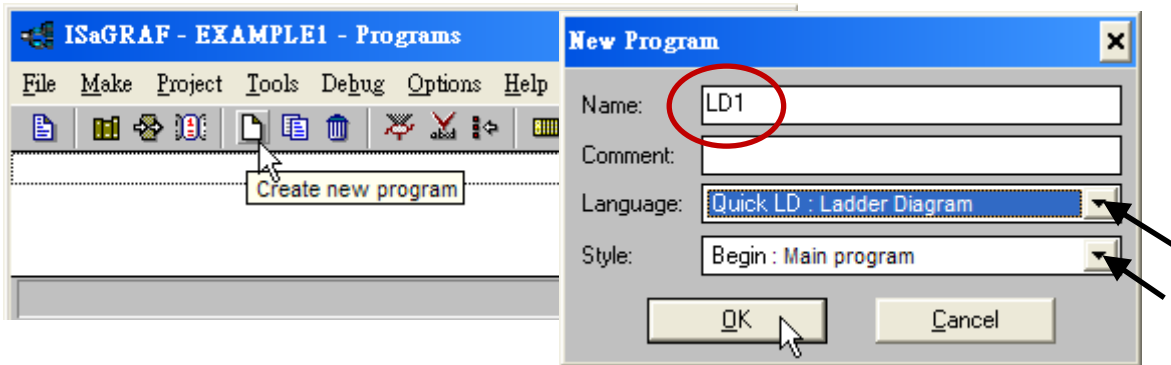 ISaGRAF - EXAMPLE1 - Programs
File Make Project Tools Debug Options Help
Create new program
New Program
Name: LD1
Comment:
Language: Quick LD : Ladder Diagram
Style: Begin : Main program
OK Cancel